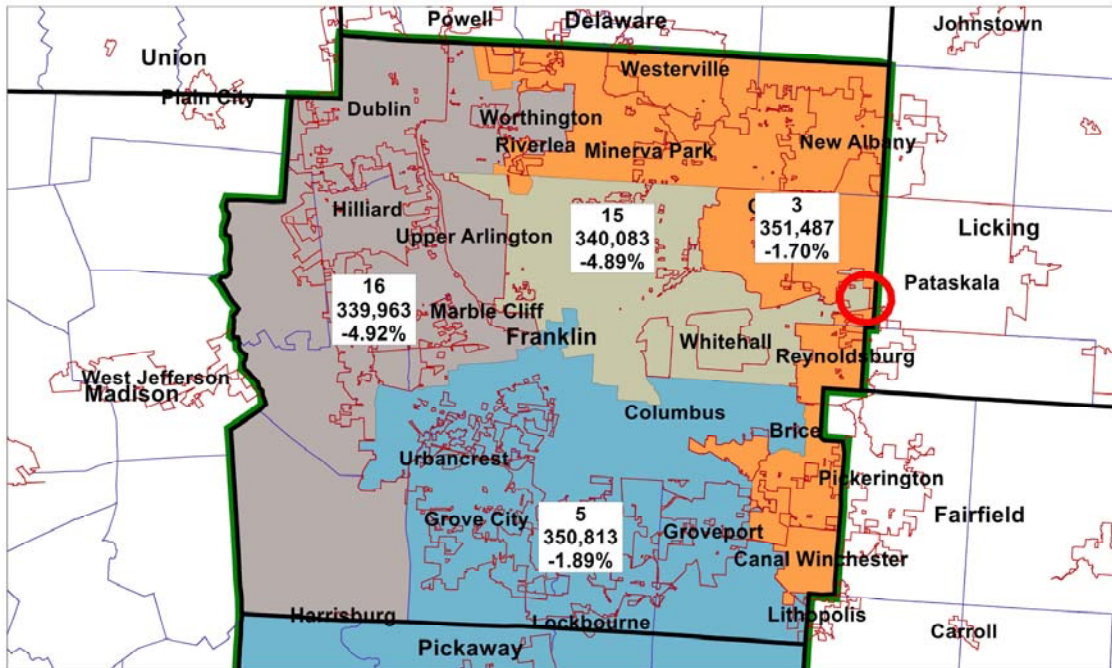 Powell
Delaware
Johnstown
Union
Plain City
Westerville
Dublin
Worthington
Riverlea
Minerva Park
New Albany
Hilliard
Upper Arlington
15
340,083
-4.89%
3
351,487
-1.70%
Licking
Pataskala
16
339,963
-4.92%
Marble Cliff
Franklin
Whitehall
Reynoldsburg
West Jefferson
Madison
Columbus
Brice
Urbancrest
Pickerington
Grove City
5
350,813
-1.89%
Groveport
Fairfield
Canal Winchester
Harrisburg
Lockbourne
Lithopolis
Carroll
Pickaway